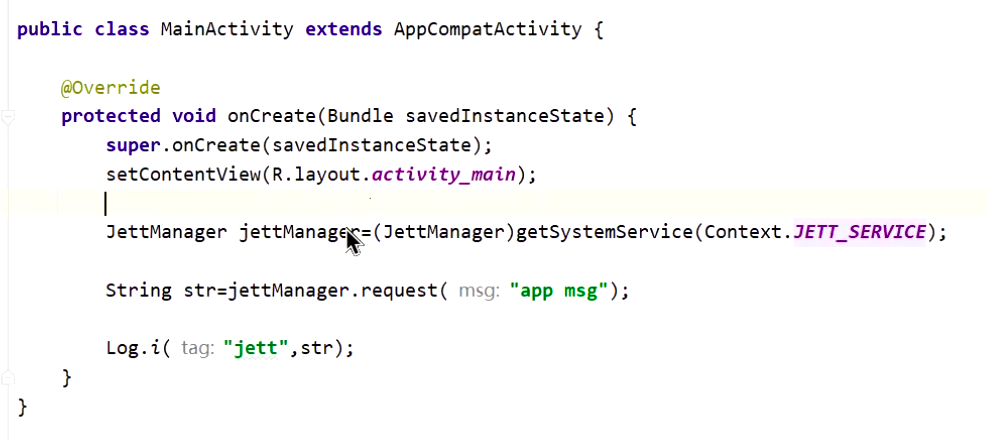 public class MainActivity extends AppCompatActivity {
@Override
protected void onCreate(Bundle savedInstanceState) {
super.onCreate(savedInstanceState);
setContentView(R.layout.activity_main);
JettManager jettManager=(JettManager)getSystemService(Context.JETT_SERVICE);
String str=jettManager.request( msg: "app msg");
Log.i( tag: "jett",str);
}
}